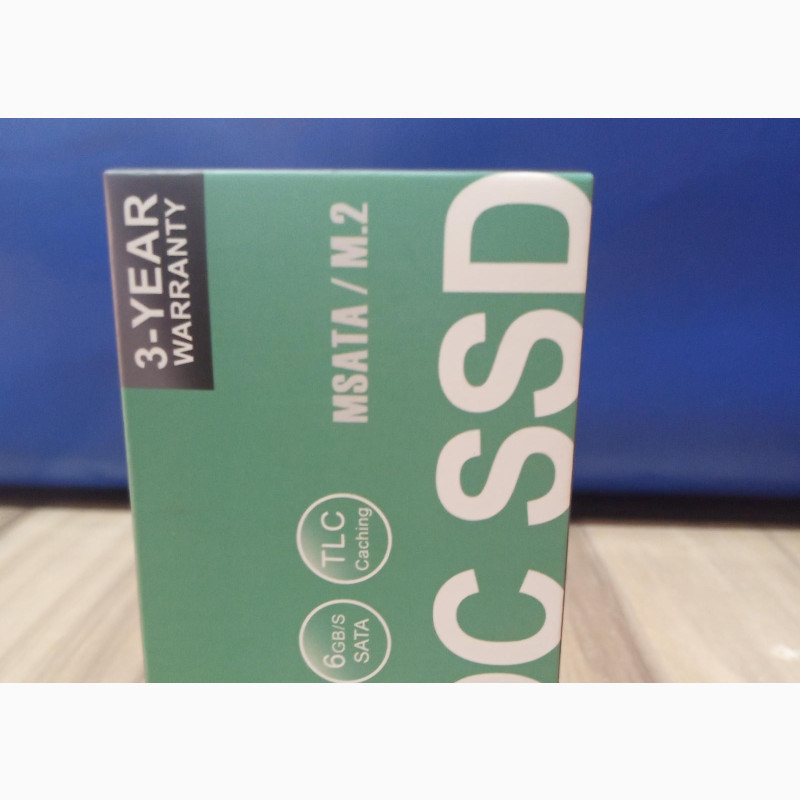 3-YEAR
WARRANTY
MSATA / M.2
TLC
Caching
6GB/S
SATA
C SSD